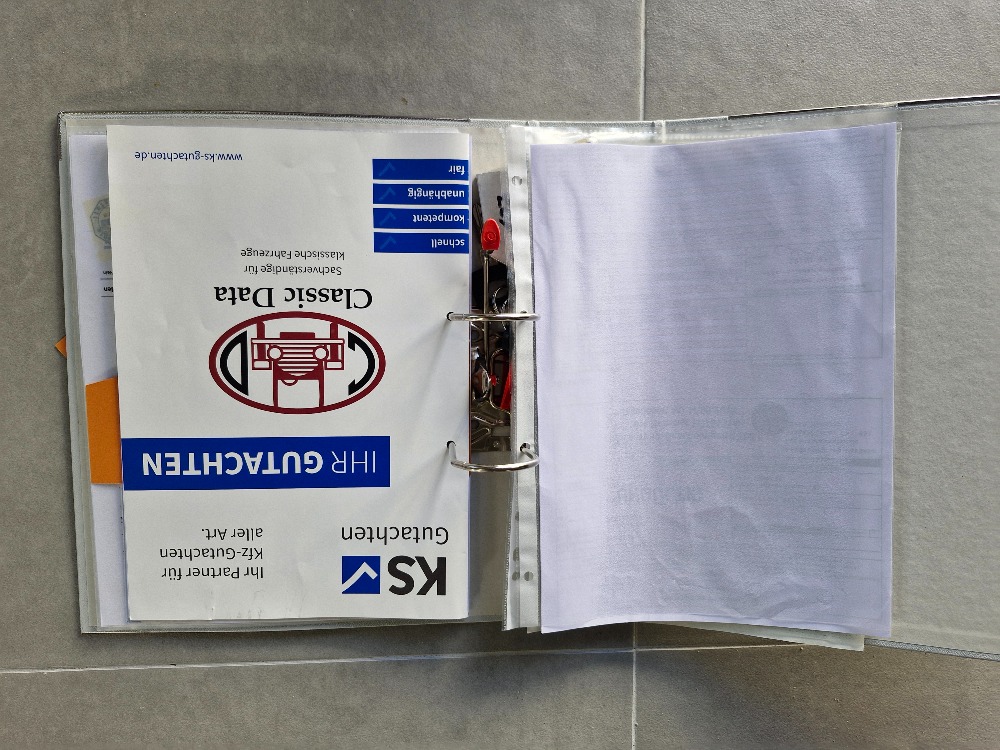 KS
Gutachten
Ihr Partner für
Kfz-Gutachten
aller Art.
IHR GUTACHTEN
CD
Classic Data
Sachverständige für
klassische Fahrzeuge
schnell
kompetent
unabhängig
fair
www.ks-gutachten.de